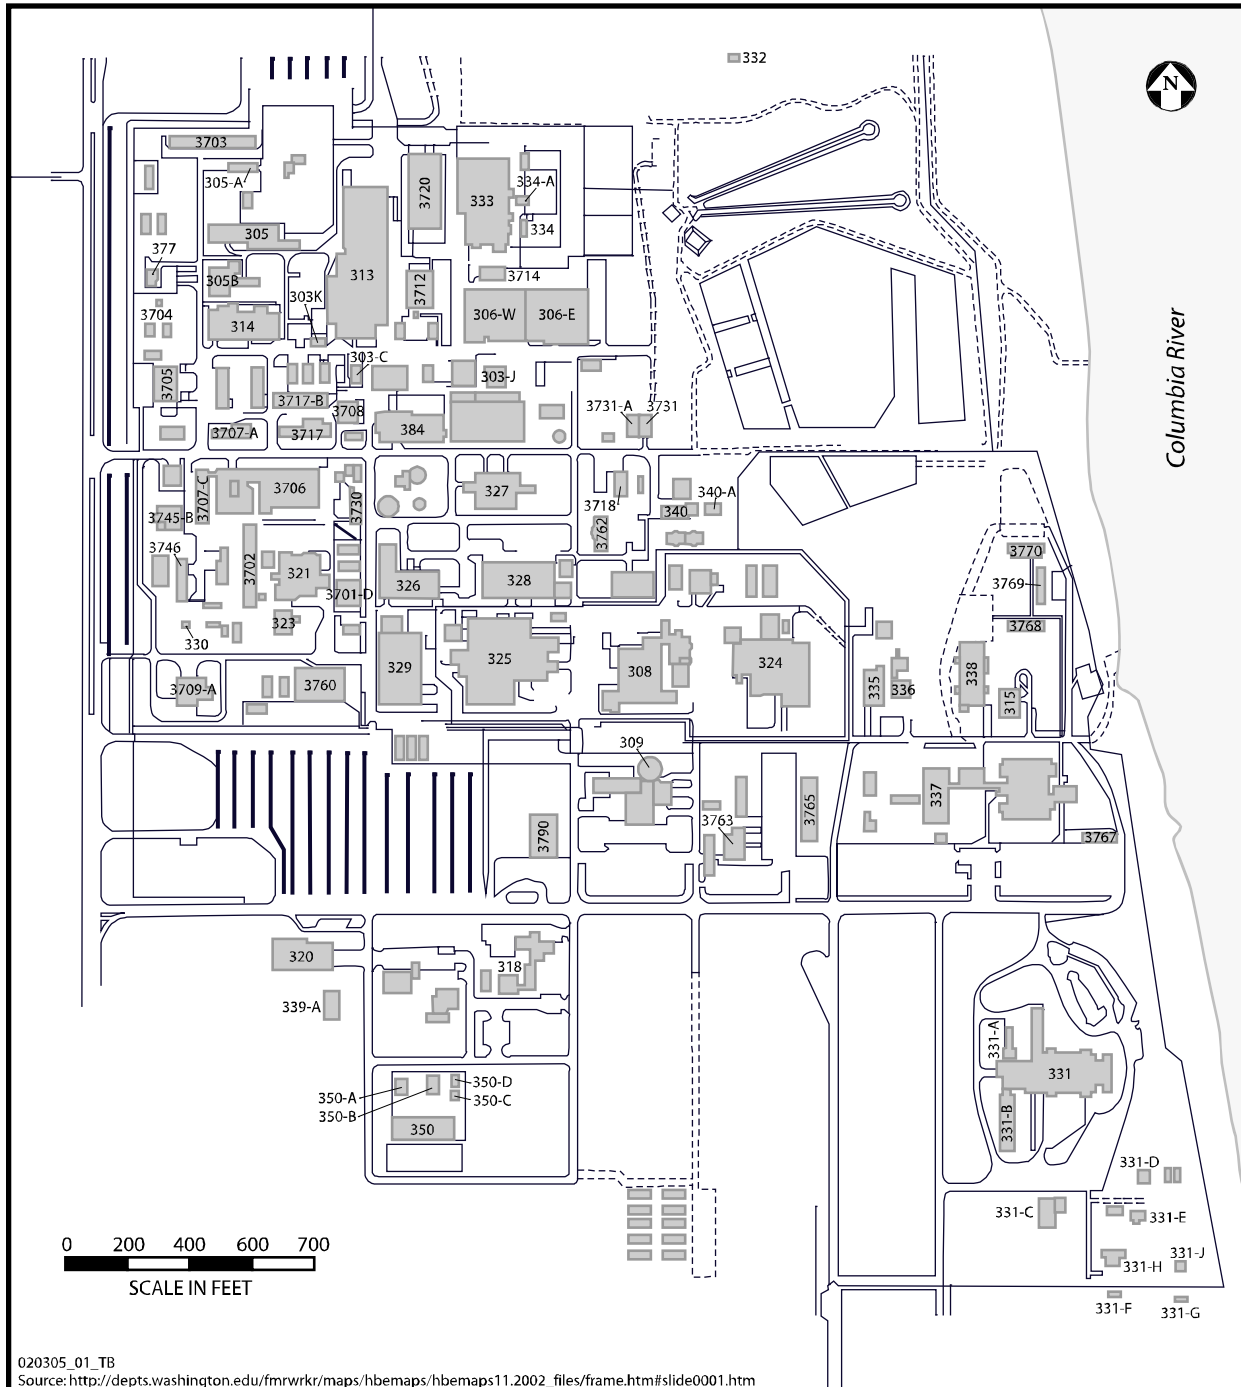 332
N
3703
305-A
3720
333
334-A
334
305
377
305B
313
3712
3714
303K
306-W
306-E
3704
314
Columbia River
303-C
303-J
3705
3717-B
3708
3731-A
3731
384
3707-A
3717
3707-C
3706
3730
327
3718
340-A
340
3745-B
3762
3746
3702
321
3701-D
326
328
3770
3769
323
330
3768
329
325
308
324
335
336
338
315
3709-A
3760
309
337
3765
3763
3790
3767
320
318
339-A
331-A
331
350-A
350-B
350-D
350-C
350
331-B
331-D
331-C
331-E
331-J
331-H
331-F
331-G
0 200 400 600 700
SCALE IN FEET
020305_01_TB
Source: http://depts.washington.edu/fmrwrkr/maps/hbemaps/hbemaps11.2002_files/frame.htm#slide0001.htm